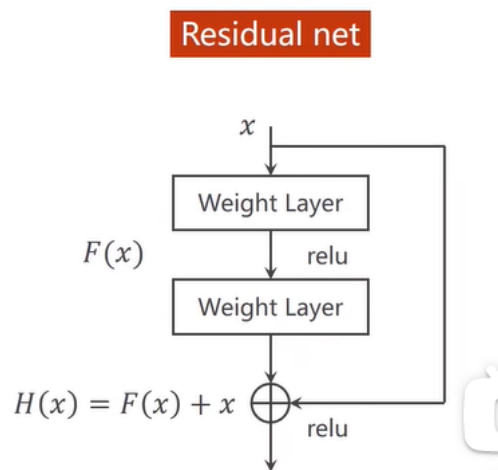 Residual net
x
Weight Layer
F(x)
relu
Weight Layer
H(x) = F(x) + x
relu